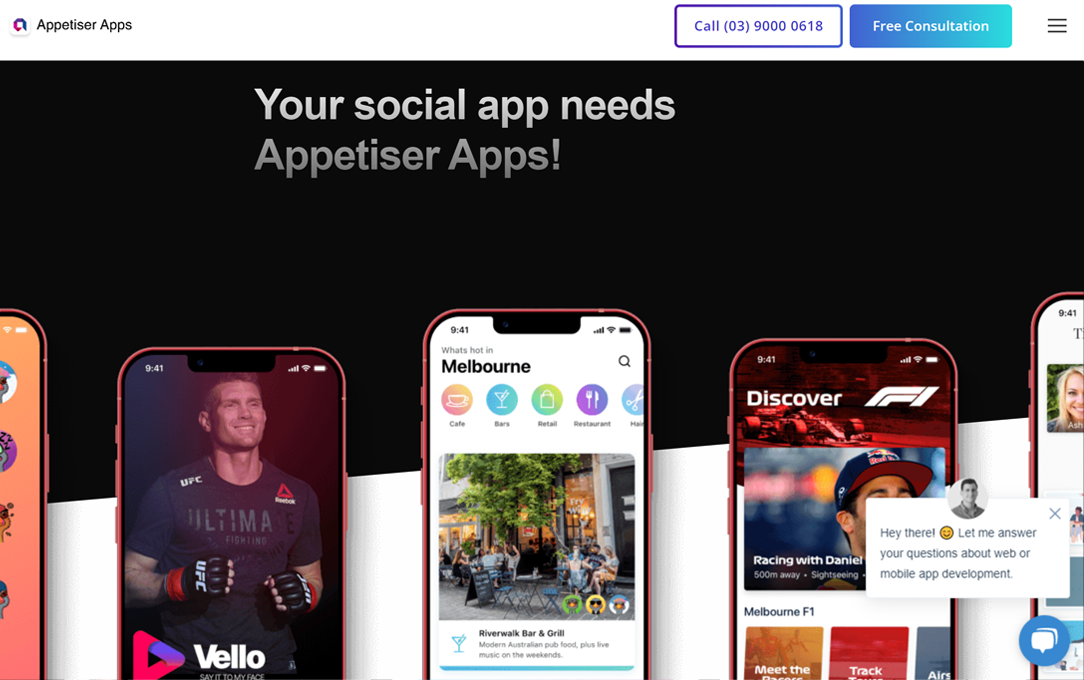 Appetiser Apps
Call (03) 9000 0618
Free Consultation
Your social app needs
Appetiser Apps!
9:41
UFC
Reebok
ULTIMATE
FIGHTING
UFC
Vello
SAY IT TO MY FACE
9:41
Whats hot in
Melbourne
Cafe
Bars
Retail
Restaurant
Hair
Riverwalk Bar & Grill
Modern Australian pub food, plus live
music on the weekends.
9:41
Discover
F1
Racing with Daniel
500m away • Sightseeing •
Melbourne F1
Meet the
Racers
Track
Tours
Airs
9:41
T
Ash
Hey there! 😊 Let me answer
your questions about web or
mobile app development.